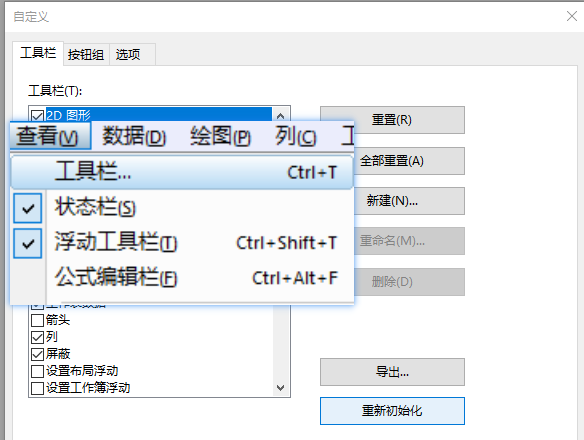 自定义
工具栏 按钮组 选项
工具栏(T):
2D 图形
重置(R)
查看(V) 数据(D) 绘图(P) 列(C)
全部重置(A)
工具栏... Ctrl+T
新建(N)...
状态栏(S)
重命名(M)...
浮动工具栏(T) Ctrl+Shift+T
删除(D)
公式编辑栏(F) Ctrl+Alt+F
箭头
列
屏蔽
设置布局浮动
设置工作簿浮动
导出...
重新初始化